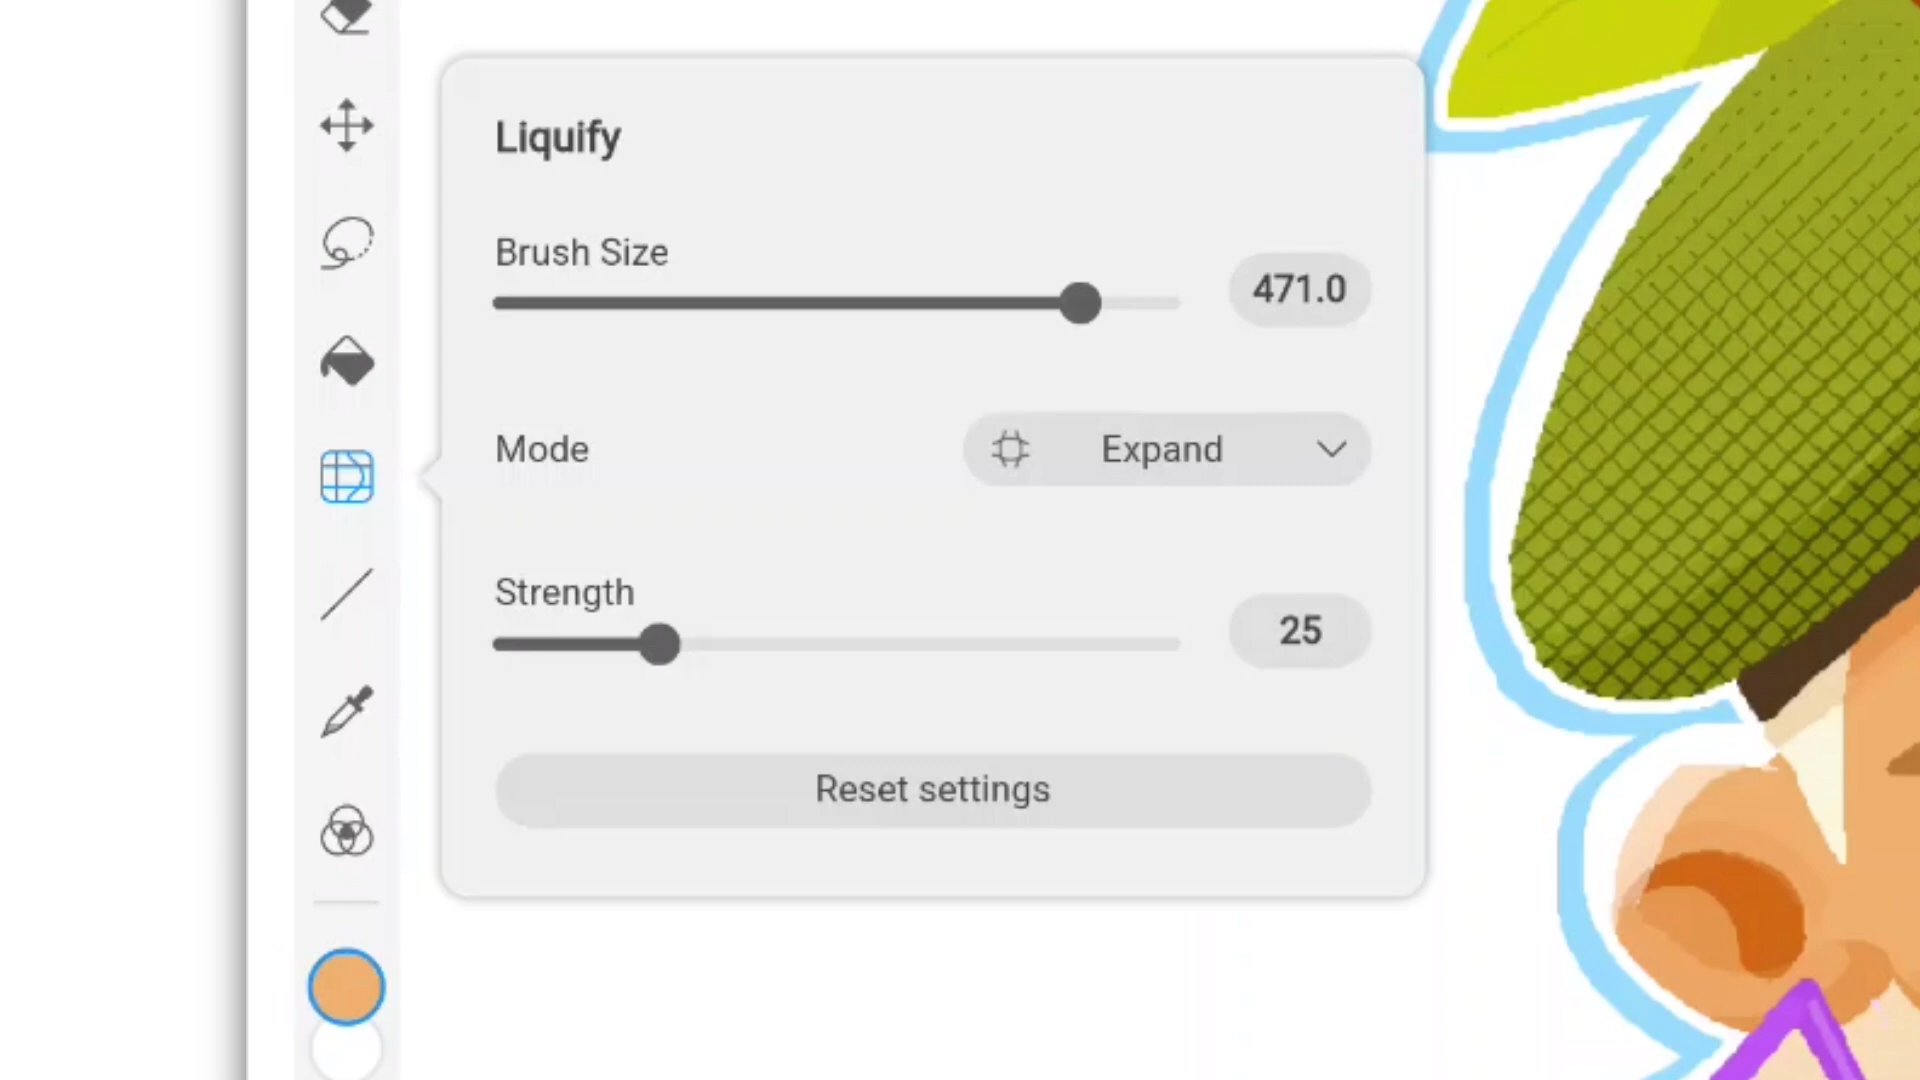 Liquify
Brush Size
471.0
Mode
Expand
Strength
25
Reset settings